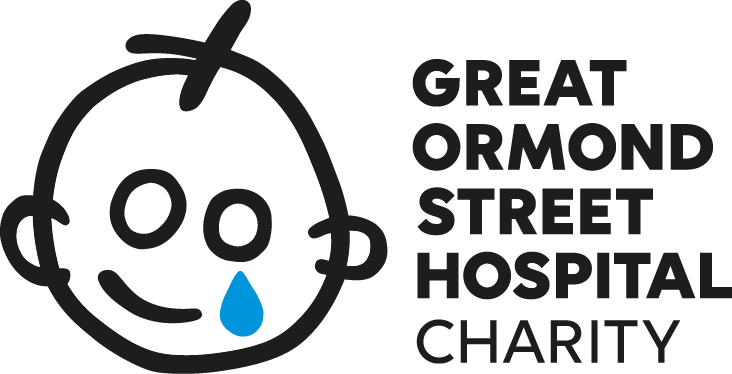 GREAT
ORMOND
STREET
HOSPITAL
CHARITY